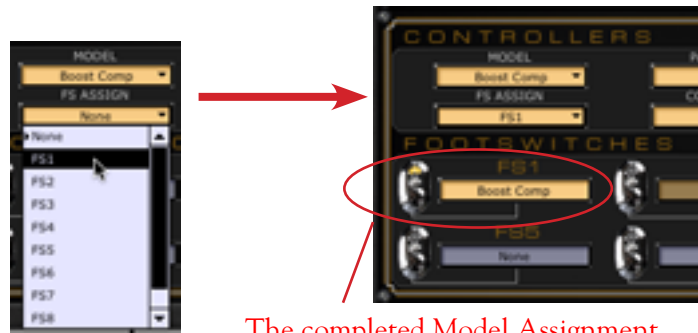 MODEL
Boost Comp
FS ASSIGN
None
None
FS1
FS2
FS3
FS4
FS5
FS6
FS7
FS8
CONTROLLERS
MODEL
Boost Comp
FS ASSIGN
FS1
FOOTSWITCHES
FS1
Boost Comp
FS5
None
The completed Model Assignment